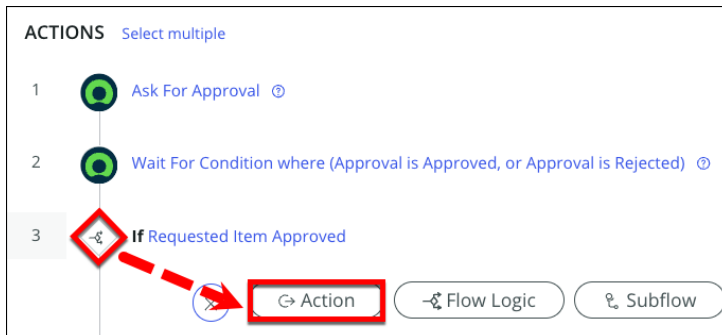 ACTIONS Select multiple
1 Ask For Approval
2 Wait For Condition where (Approval is Approved, or Approval is Rejected)
3 If Requested Item Approved
Action Flow Logic Subflow